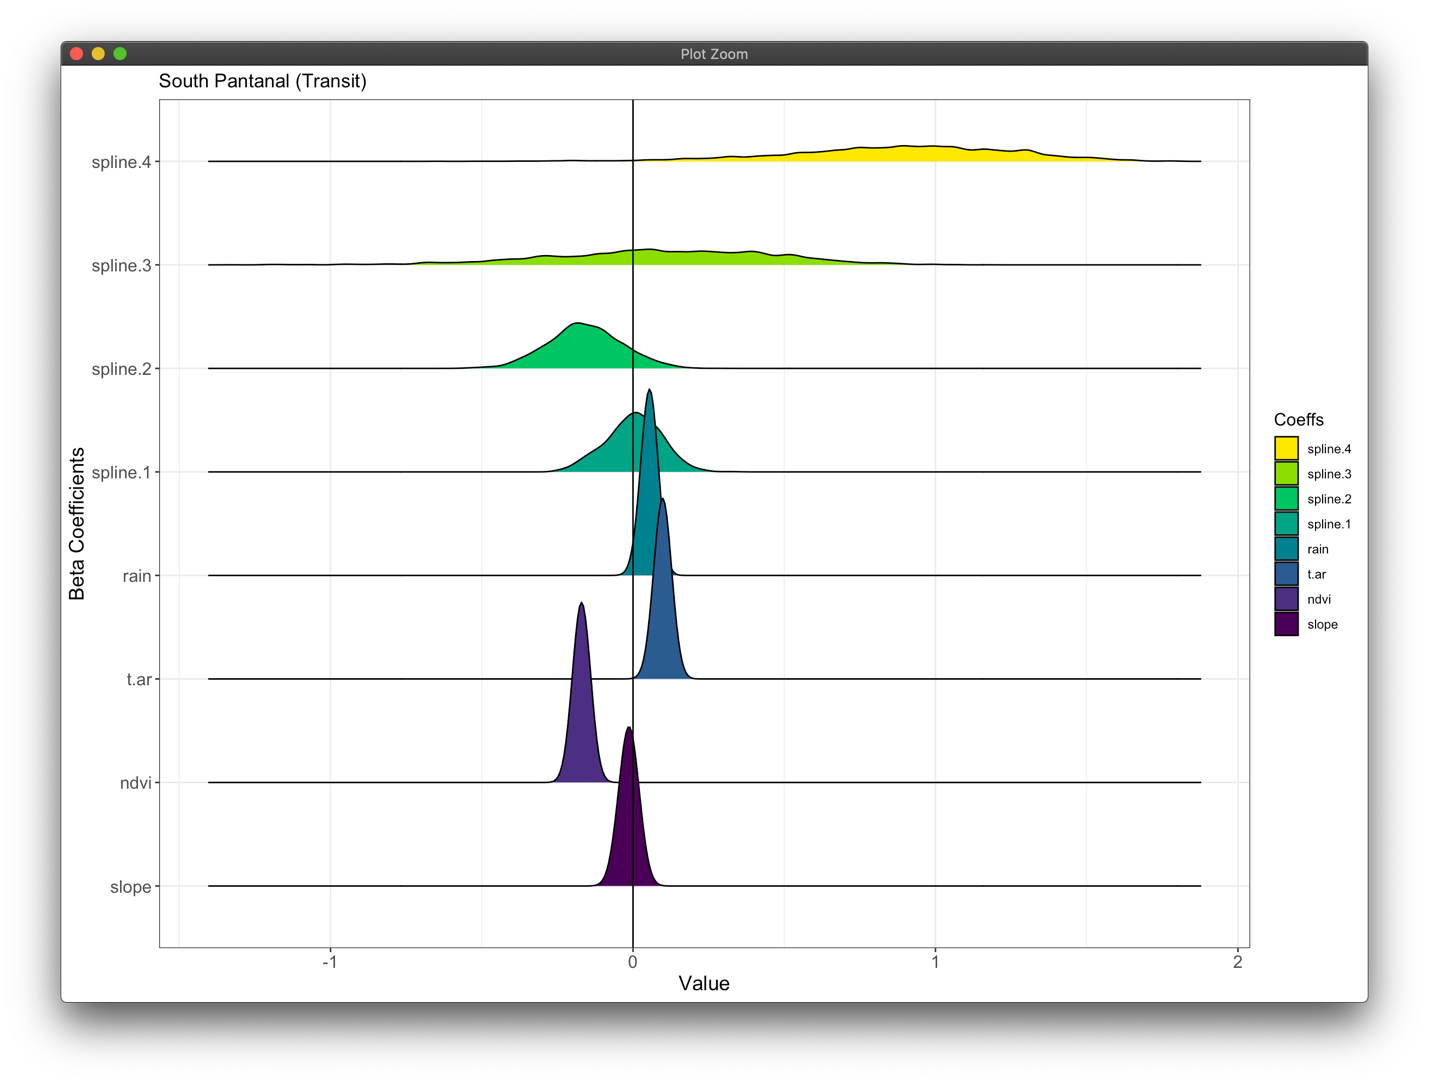 Plot Zoom
South Pantanal (Transit)
spline.4
spline.3
spline.2
spline.1
rain
t.ar
ndvi
slope
Beta Coefficients
-1 0 1 2
Value
Coeffs
spline.4
spline.3
spline.2
spline.1
rain
t.ar
ndvi
slope